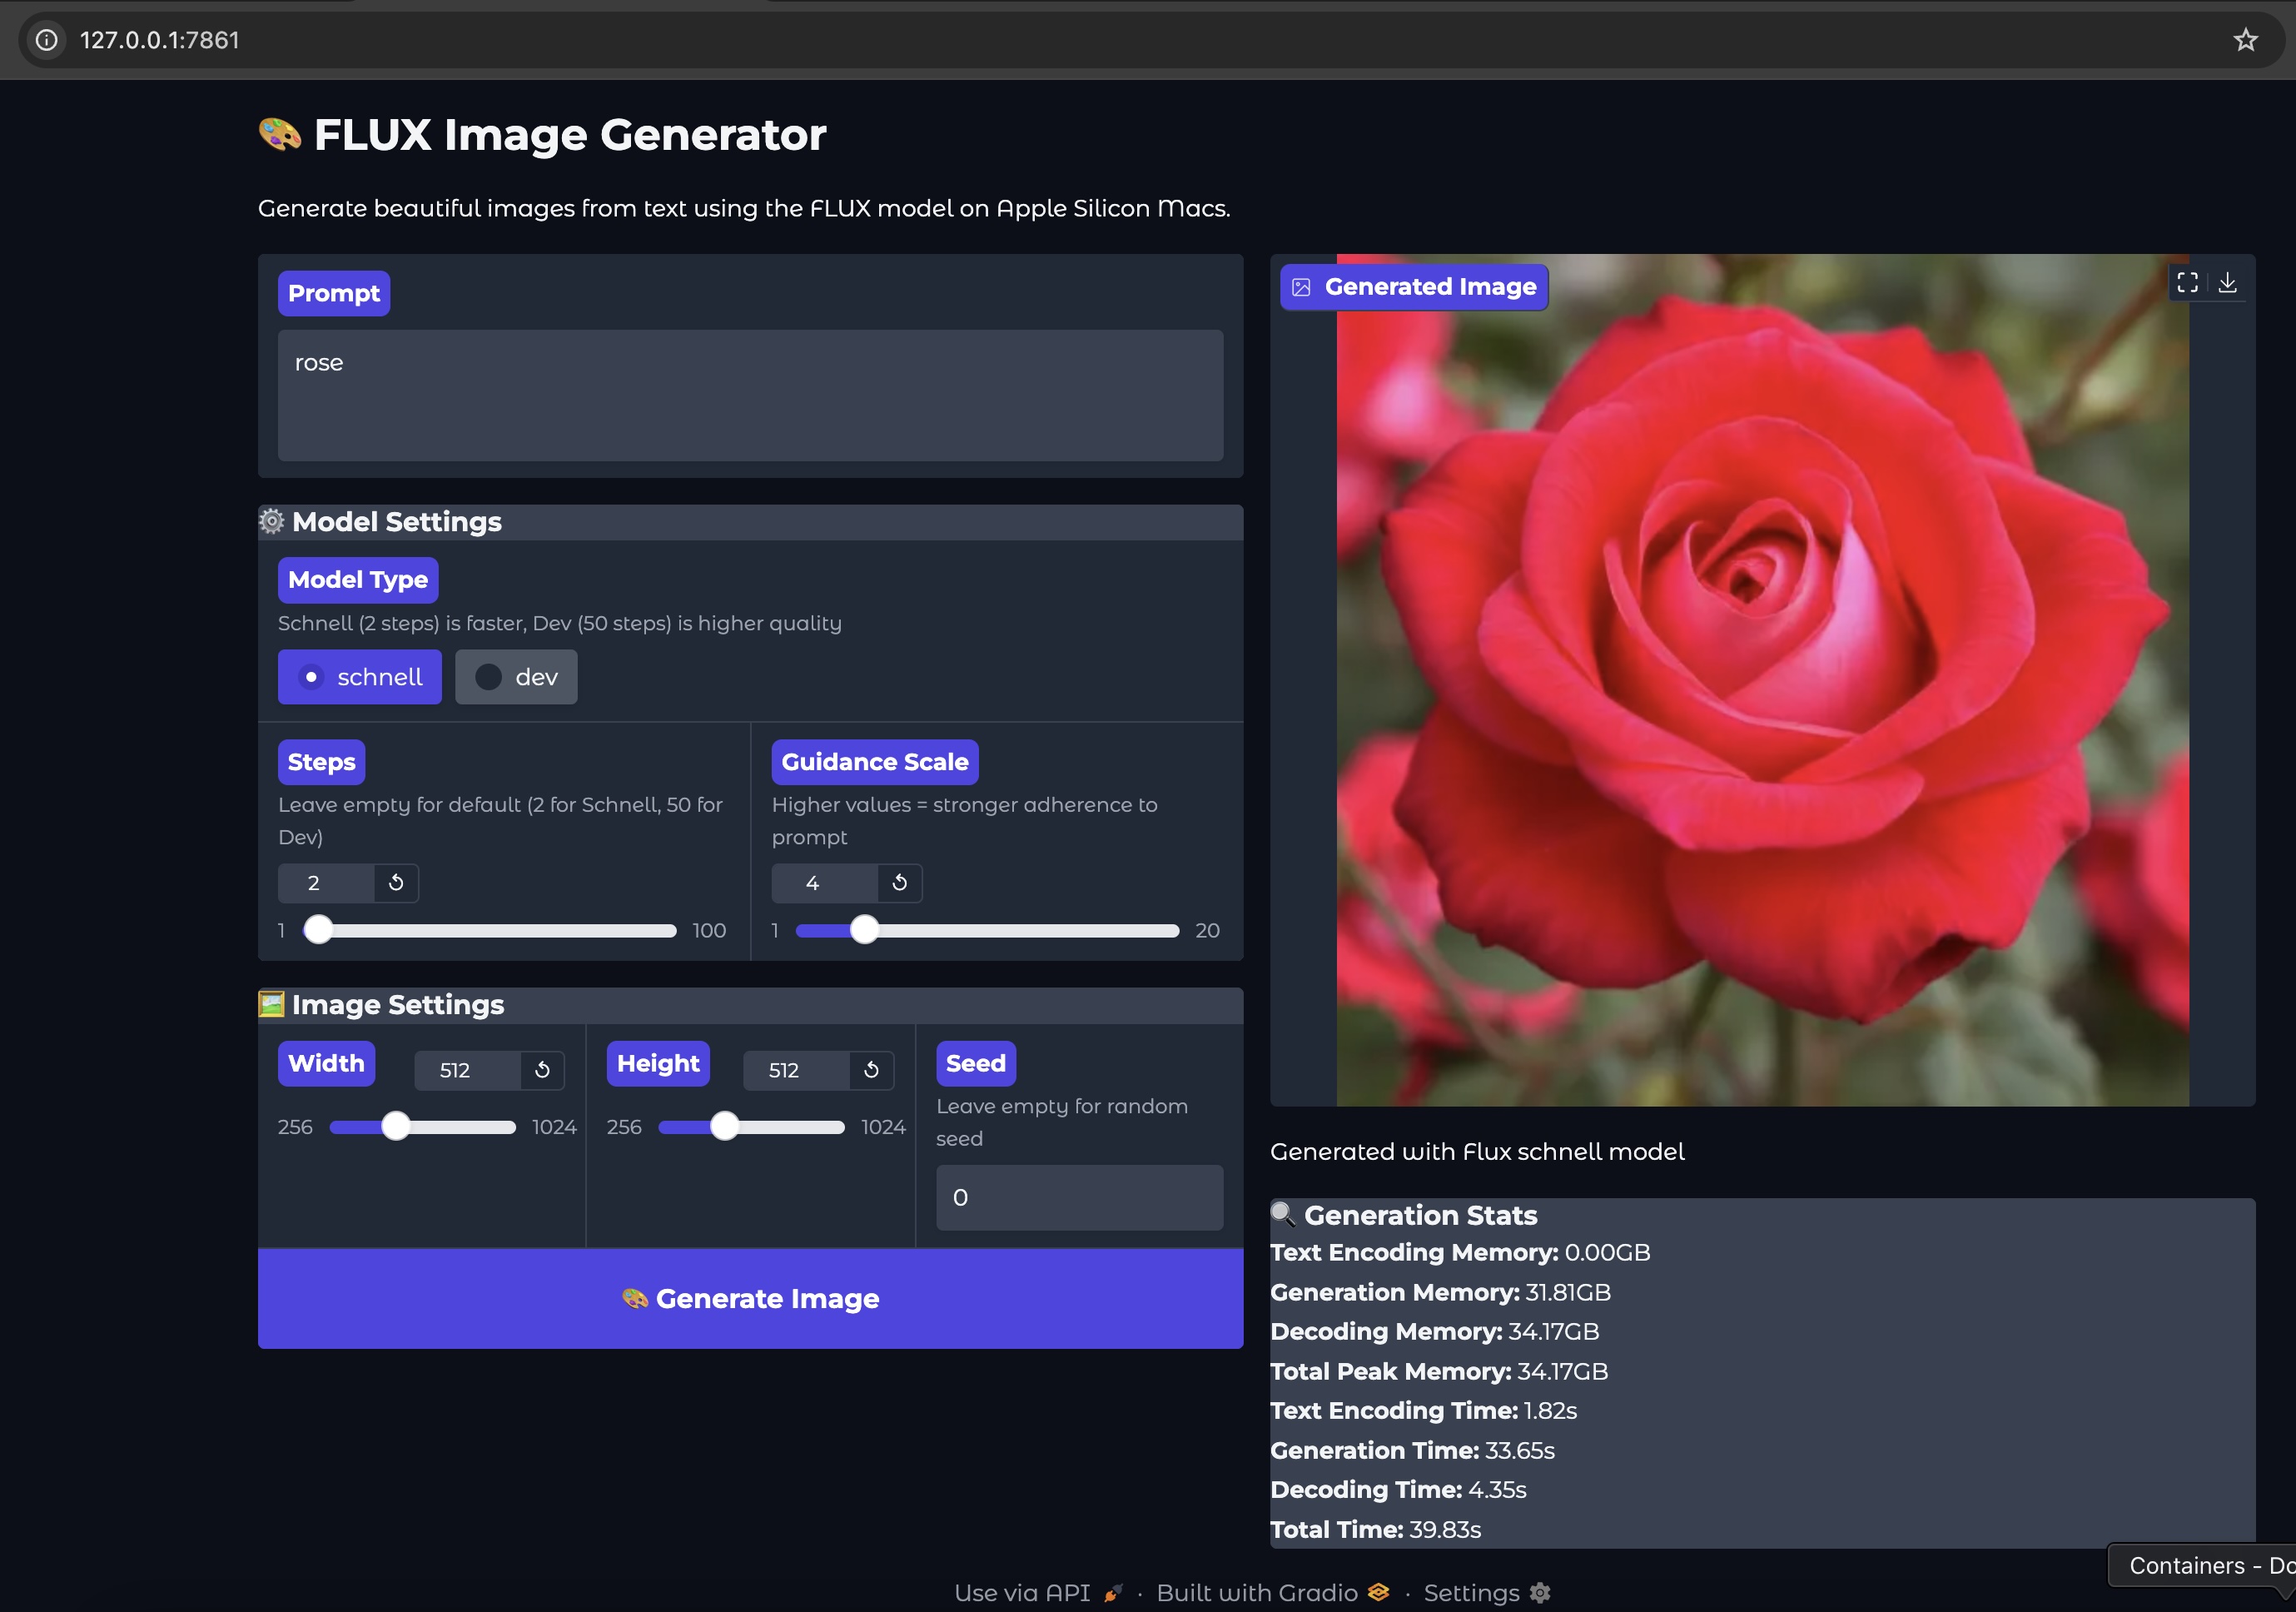 127.0.0.1:7861
FLUX Image Generator
Generate beautiful images from text using the FLUX model on Apple Silicon Macs.
Prompt
rose
Model Settings
Model Type
Schnell (2 steps) is faster, Dev (50 steps) is higher quality
schnell
dev
Steps
Leave empty for default (2 for Schnell, 50 for
Dev)
2
1
100
Guidance Scale
Higher values = stronger adherence to
prompt
4
1
20
Image Settings
Width
512
256
1024
Height
512
256
1024
Seed
Leave empty for random
seed
0
Generate Image
Generated Image
Generated with Flux schnell model
Generation Stats
Text Encoding Memory: 0.00GB
Generation Memory: 31.81GB
Decoding Memory: 34.17GB
Total Peak Memory: 34.17GB
Text Encoding Time: 1.82s
Generation Time: 33.65s
Decoding Time: 4.35s
Total Time: 39.83s
Use via API · Built with Gradio · Settings
Containers -